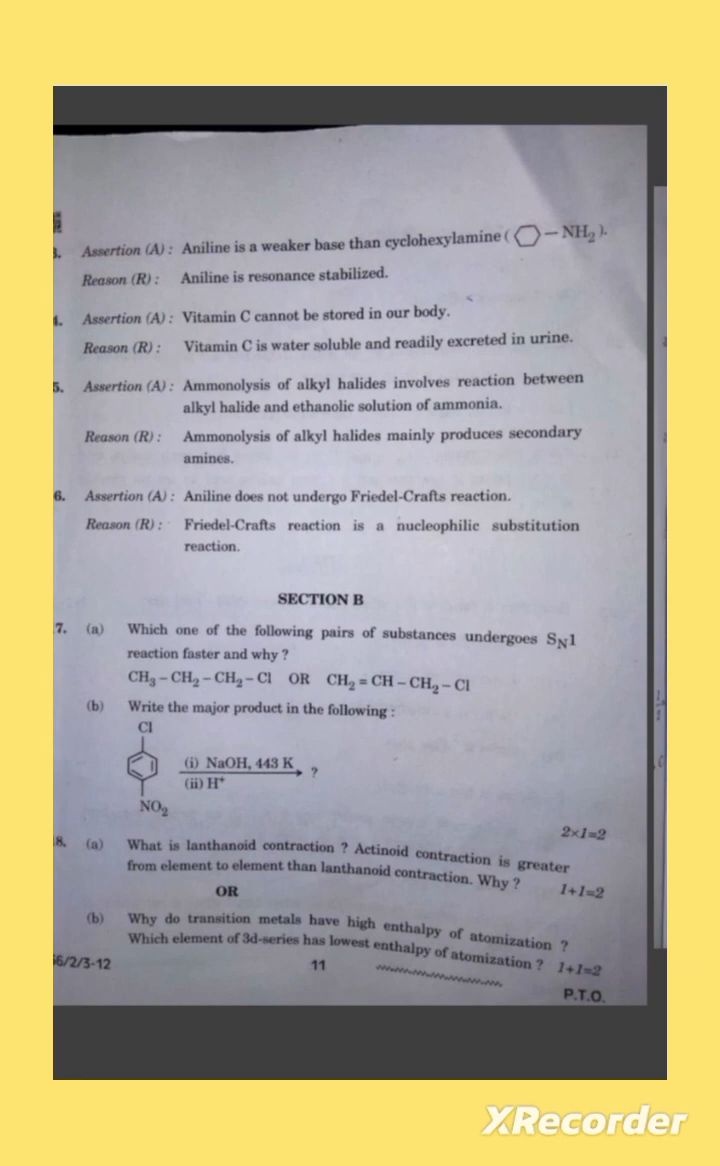 3. Assertion (A) : Aniline is a weaker base than cyclohexylamine ( – NH₂ ).
Reason (R) : Aniline is resonance stabilized.
Assertion (A) : Vitamin C cannot be stored in our body.
Reason (R) : Vitamin C is water soluble and readily excreted in urine.
5. Assertion (A) : Ammonolysis of alkyl halides involves reaction between
alkyl halide and ethanolic solution of ammonia.
Reason (R) : Ammonolysis of alkyl halides mainly produces secondary
amines.
6. Assertion (A) : Aniline does not undergo Friedel-Crafts reaction.
Reason (R) : Friedel-Crafts reaction is a nucleophilic substitution
reaction.
SECTION B
7. (a) Which one of the following pairs of substances undergoes S_N1
reaction faster and why ?
CH₃ – CH₂ – CH₂ – Cl OR CH₂ = CH – CH₂ – Cl
(b) Write the major product in the following :
Cl
(i) NaOH, 443 K
(ii) H⁺ ?
NO₂
2×1=2
8. (a) What is lanthanoid contraction ? Actinoid contraction is greater
from element to element than lanthanoid contraction. Why ? 1+1=2
OR
(b) Why do transition metals have high enthalpy of atomization ?
Which element of 3d-series has lowest enthalpy of atomization ? 1+1=2
56/2/3-12 11
P.T.O.
XRecorder